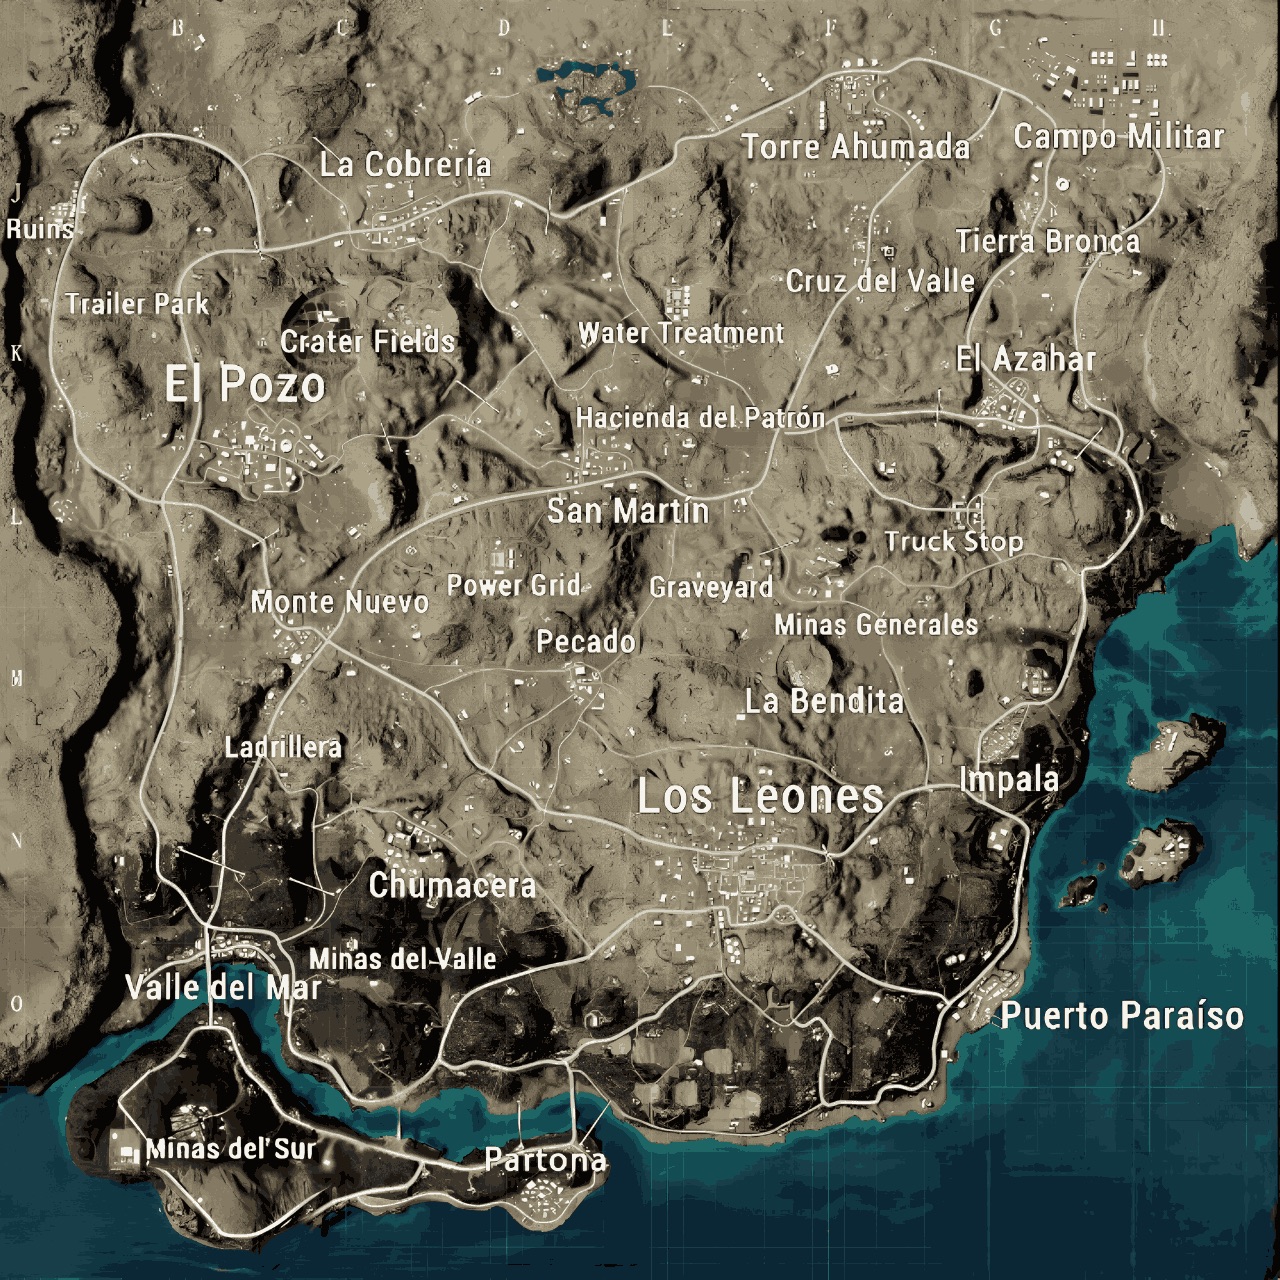 B C D E F G H
Torre Ahumada
Campo Militar
La Cobrería
J
Ruins
Tierra Bronca
Cruz del Valle
Trailer Park
Water Treatment
Crater Fields
K
El Azahar
El Pozo
Hacienda del Patrón
San Martín
L
Truck Stop
Power Grid
Graveyard
Monte Nuevo
Minas Generales
Pecado
M
La Bendita
Ladrillera
Impala
Los Leones
N
Chumacera
Minas del Valle
Valle del Mar
O
Puerto Paraíso
Minas del Sur
Partona